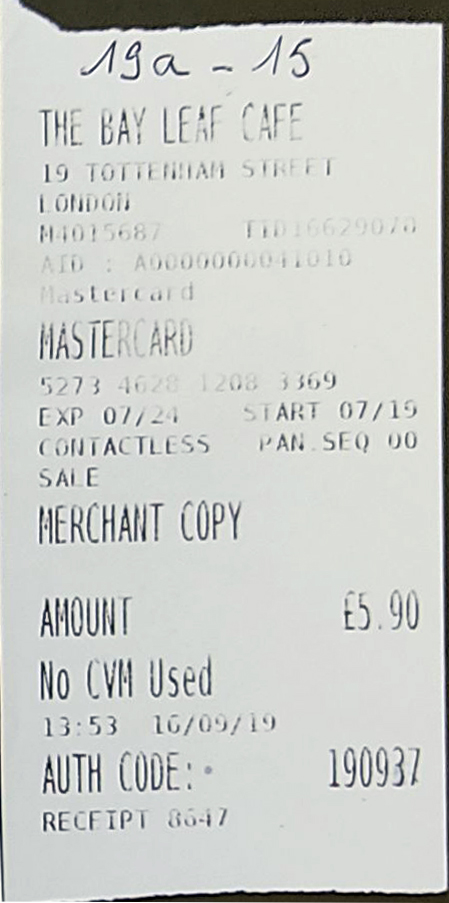 19a - 15
THE BAY LEAF CAFE
19 TOTTENHAM STREET
LONDON
M4015687 TID16629070
AID : A0000000041010
Mastercard
MASTERCARD
5273 4628 1208 3369
EXP 07/24 START 07/19
CONTACTLESS PAN.SEQ 00
SALE
MERCHANT COPY
AMOUNT £5.90
No CVM Used
13:53 16/09/19
AUTH CODE: 190937
RECEIPT 8647